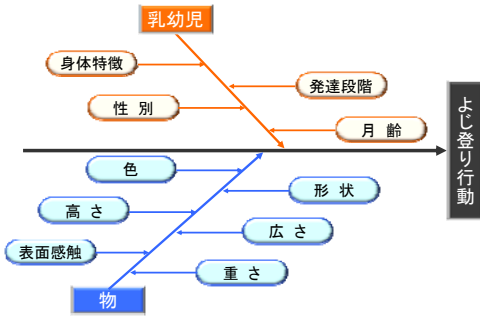 乳幼児
身体特徴
発達段階
性 別
月 齢
よじ登り行動
色
形 状
高 さ
広 さ
表面感触
重 さ
物